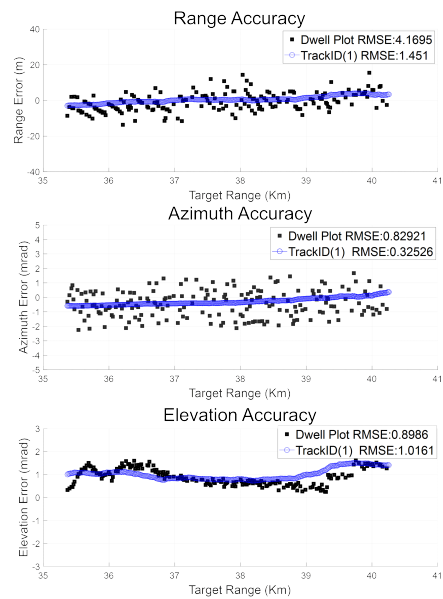 Range Accuracy
40
20
0
-20
-40
Range Error (m)
Dwell Plot RMSE:4.1695
TrackID(1) RMSE:1.451
35 36 37 38 39 40 41
Target Range (Km)
Azimuth Accuracy
5
4
3
2
1
0
-1
-2
-3
-4
-5
Azimuth Error (mrad)
Dwell Plot RMSE:0.82921
TrackID(1) RMSE:0.32526
35 36 37 38 39 40 41
Target Range (Km)
Elevation Accuracy
3
2
1
0
-1
-2
-3
Elevation Error (mrad)
Dwell Plot RMSE:0.8986
TrackID(1) RMSE:1.0161
35 36 37 38 39 40 41
Target Range (Km)